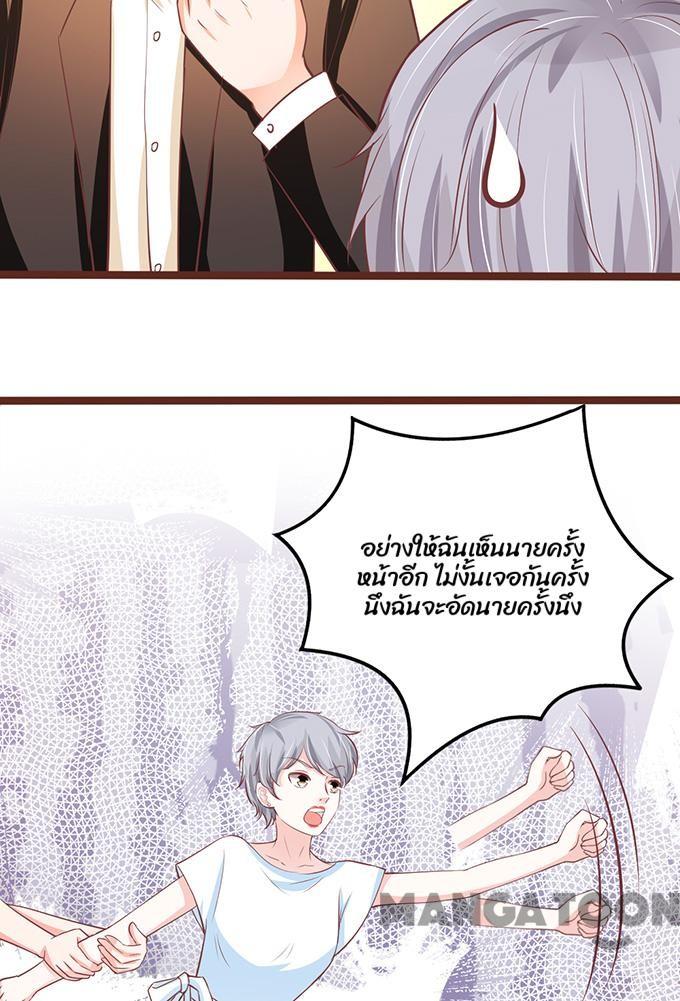 อย่างให้ฉันเห็นนายครั้ง
หน้าอีก ไม่งั้นเจอกันครั้ง
นึงฉันจะอัดนายครั้งนึง
MANGATOON